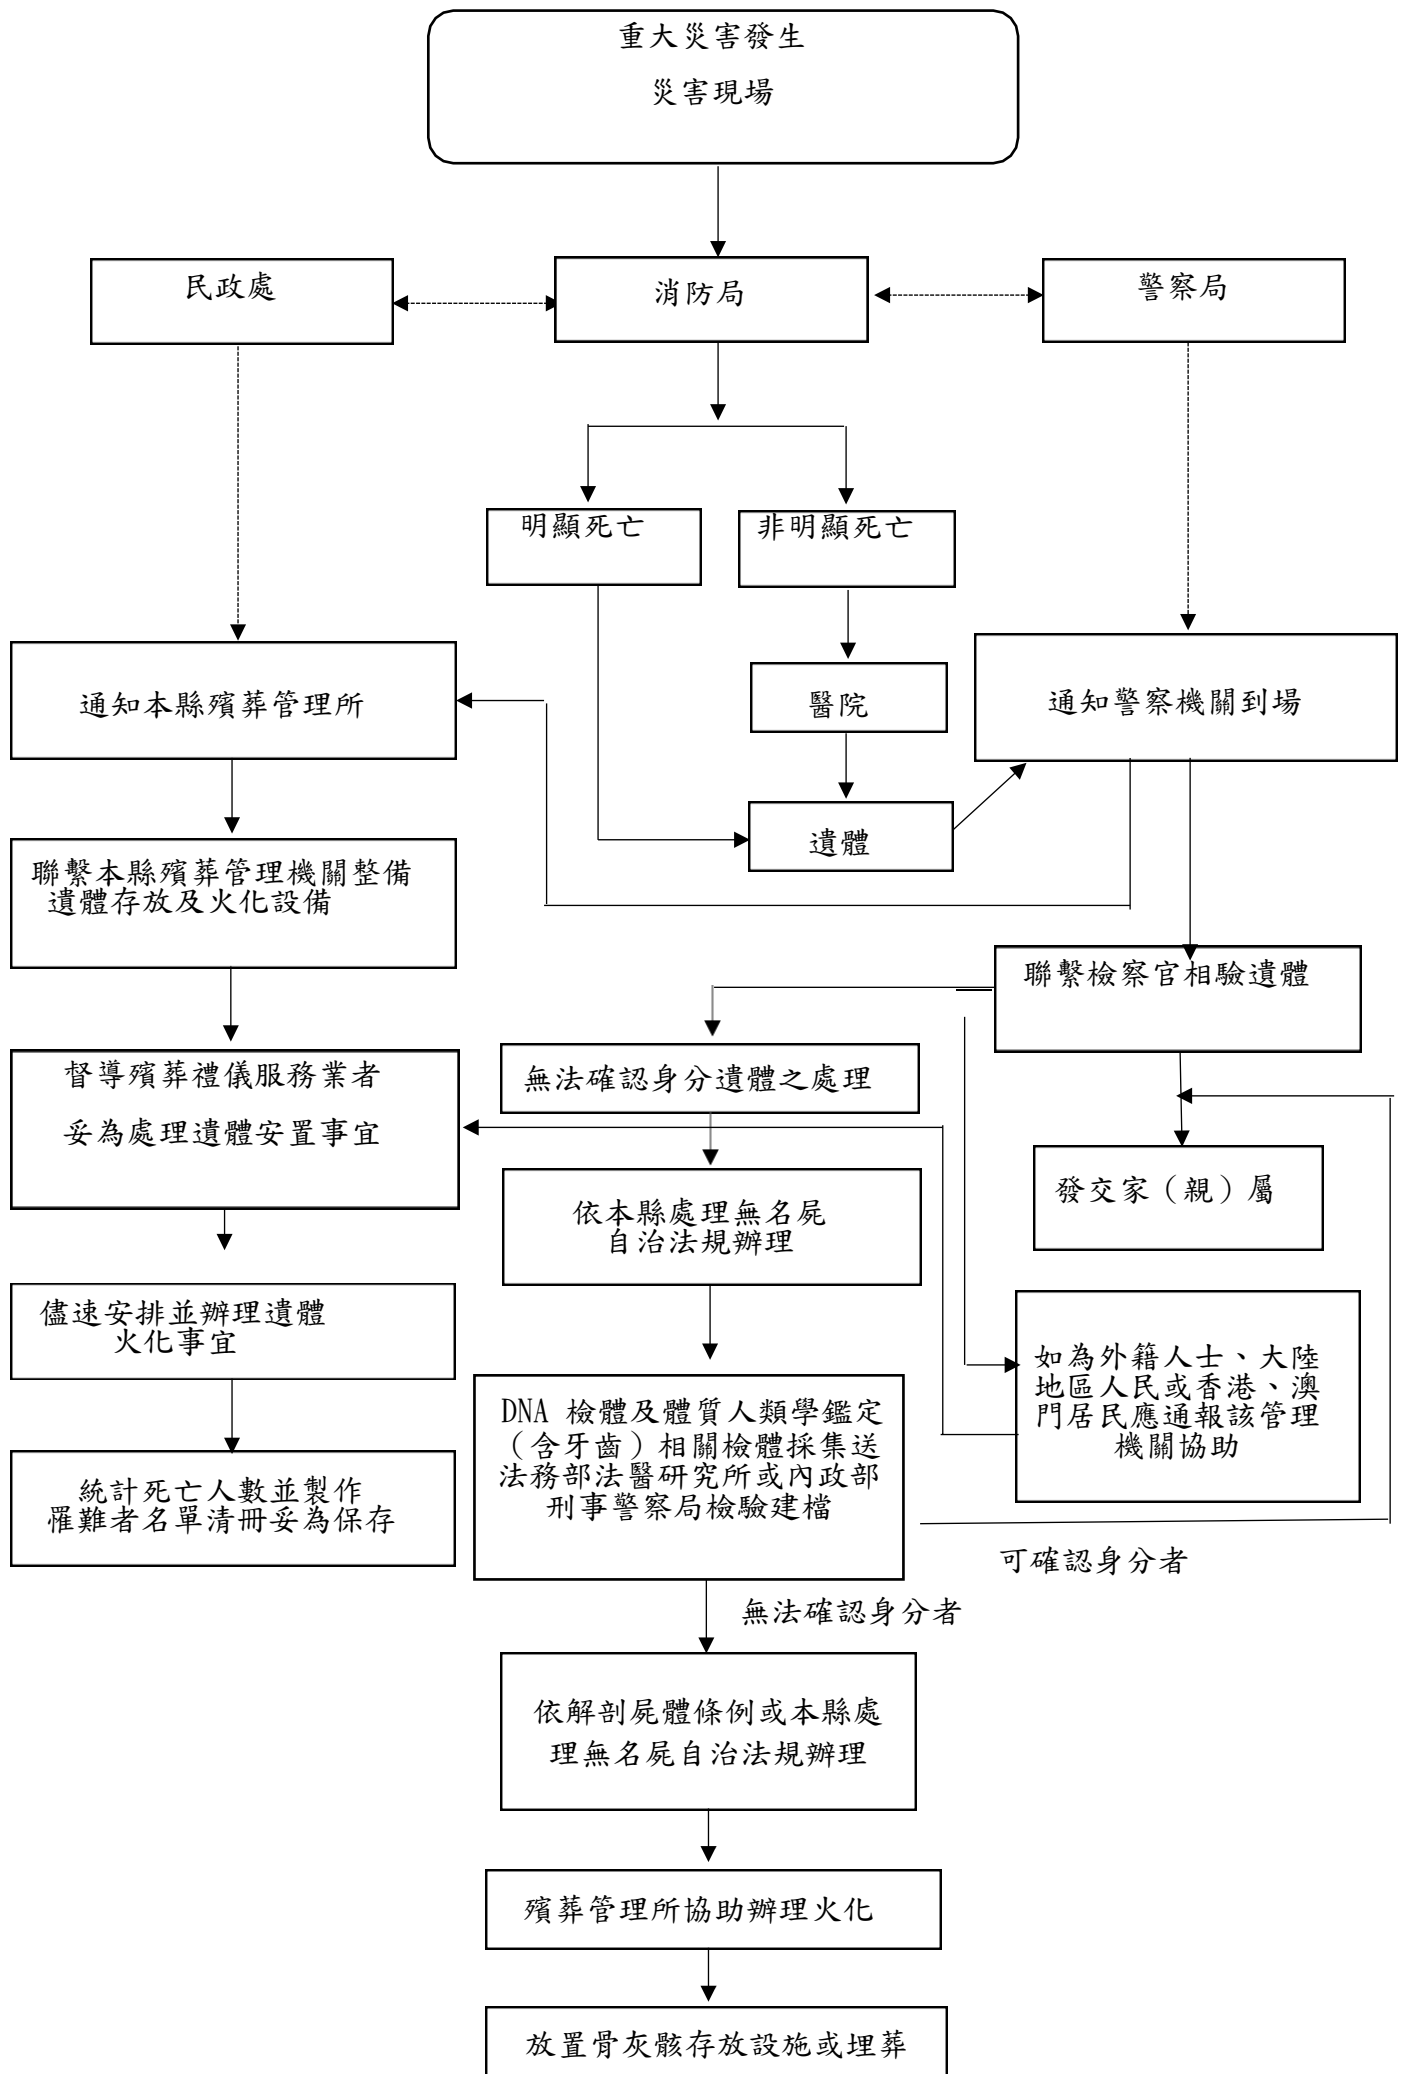 重大災害發生
災害現場
民政處
消防局
警察局
明顯死亡
非明顯死亡
通知本縣殯葬管理所
醫院
通知警察機關到場
遺體
聯繫本縣殯葬管理機關整備
遺體存放及火化設備
聯繫檢察官相驗遺體
督導殯葬禮儀服務業者
妥為處理遺體安置事宜
無法確認身分遺體之處理
發交家（親）屬
依本縣處理無名屍
自治法規辦理
儘速安排並辦理遺體
火化事宜
如為外籍人士、大陸
地區人民或香港、澳
門居民應通報該管理
機關協助
DNA 檢體及體質人類學鑑定
（含牙齒）相關檢體採集送
法務部法醫研究所或內政部
刑事警察局檢驗建檔
統計死亡人數並製作
罹難者名單清冊妥為保存
可確認身分者
無法確認身分者
依解剖屍體條例或本縣處
理無名屍自治法規辦理
殯葬管理所協助辦理火化
放置骨灰骸存放設施或埋葬